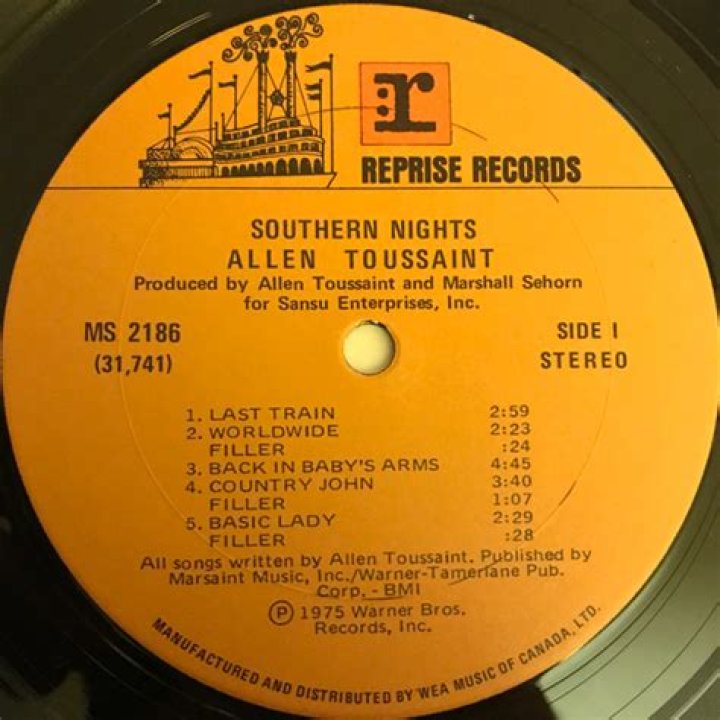 :r
REPRISE RECORDS
SOUTHERN NIGHTS
ALLEN TOUSSAINT
Produced by Allen Toussaint and Marshall Sehorn
for Sansu Enterprises, Inc.
MS 2186 SIDE I
(31,741) STEREO
1. LAST TRAIN 2:59
2. WORLDWIDE 2:23
FILLER :24
3. BACK IN BABY'S ARMS 4:45
4. COUNTRY JOHN 3:40
FILLER 1:07
5. BASIC LADY 2:29
FILLER :28
All songs written by Allen Toussaint. Published by
Marsaint Music, Inc./Warner-Tamerlane Pub.
Corp. - BMI
Ⓟ 1975 Warner Bros.
Records, Inc.
MANUFACTURED AND DISTRIBUTED BY WEA MUSIC OF CANADA, LTD.